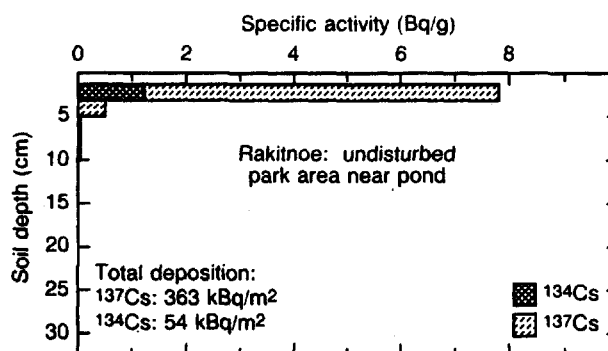 Specific activity (Bq/g)
0 2 4 6 8
Soil depth (cm)
5
10
15
20
25
30
Rakitnoe: undisturbed
park area near pond
Total deposition:
¹³⁷Cs: 363 kBq/m²
¹³⁴Cs: 54 kBq/m²
¹³⁴Cs
¹³⁷Cs